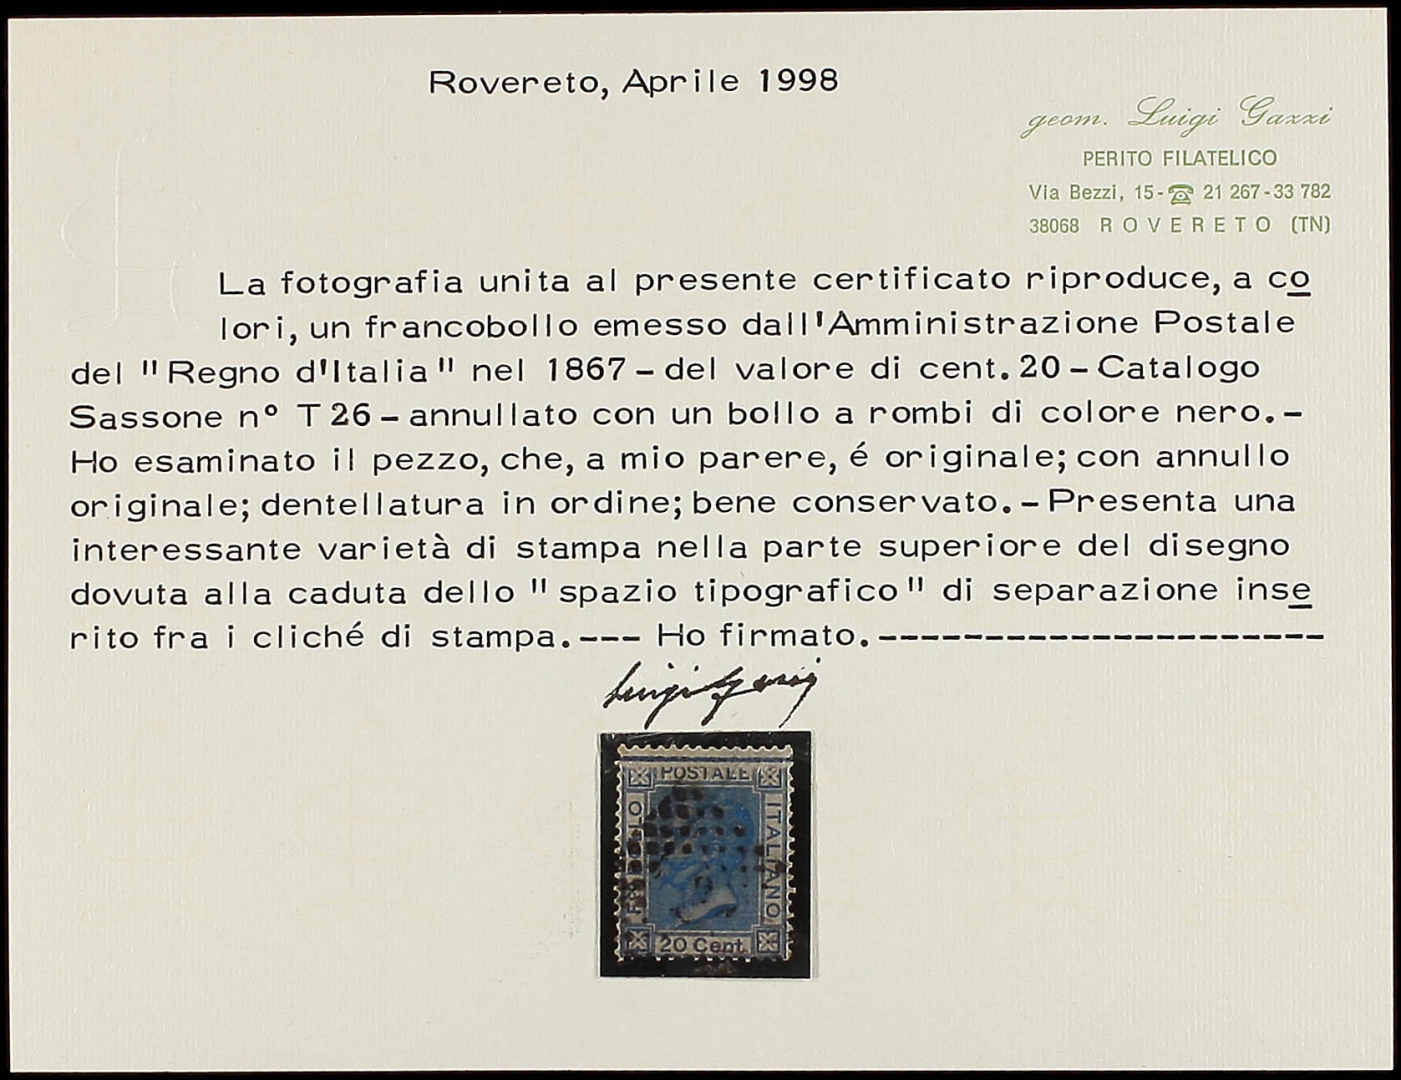 Rovereto, Aprile 1998
geom. Luigi Gazzi
PERITO FILATELICO
Via Bezzi, 15-☎ 21 267-33 782
38068 ROVERETO (TN)
La fotografia unita al presente certificato riproduce, a co
lori, un francobollo emesso dall'Amministrazione Postale
del "Regno d'Italia" nel 1867 - del valore di cent. 20 - Catalogo
Sassone n° T 26 - annullato con un bollo a rombi di colore nero. -
Ho esaminato il pezzo, che, a mio parere, é originale; con annullo
originale; dentellatura in ordine; bene conservato. - Presenta una
interessante varietà di stampa nella parte superiore del disegno
dovuta alla caduta dello "spazio tipografico" di separazione inse
rito fra i cliché di stampa. --- Ho firmato. ---------------------
Luigi Gazzi
POSTALE
ITALIANO
20 Cent.